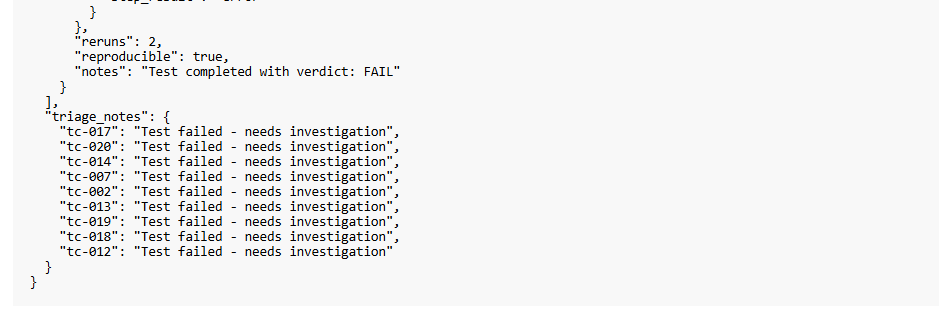 }
},
"reruns": 2,
"reproducible": true,
"notes": "Test completed with verdict: FAIL"
}
],
"triage_notes": {
"tc-017": "Test failed - needs investigation",
"tc-020": "Test failed - needs investigation",
"tc-014": "Test failed - needs investigation",
"tc-007": "Test failed - needs investigation",
"tc-002": "Test failed - needs investigation",
"tc-013": "Test failed - needs investigation",
"tc-019": "Test failed - needs investigation",
"tc-018": "Test failed - needs investigation",
"tc-012": "Test failed - needs investigation"
}
}